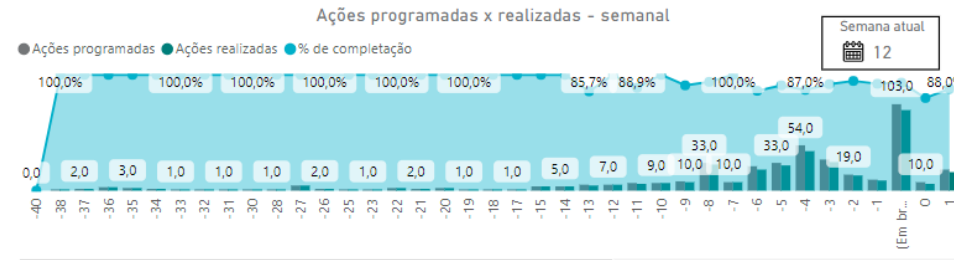 Ações programadas x realizadas - semanal
Semana atual
12
Ações programadas Ações realizadas % de completação
100,0% 100,0% 100,0% 100,0% 100,0% 100,0% 85,7% 88,9% 100,0% 87,0% 103,0 88,0%
54,0
33,0 33,0
0,0 2,0 3,0 1,0 1,0 1,0 2,0 1,0 2,0 1,0 1,0 5,0 7,0 9,0 10,0 10,0 19,0 10,0
-40 -38 -37 -36 -35 -34 -33 -32 -31 -30 -28 -27 -26 -25 -23 -22 -21 -20 -19 -18 -17 -15 -14 -13 -12 -11 -10 -9 -8 -7 -6 -5 -4 -3 -2 -1 (Em br... 0 1